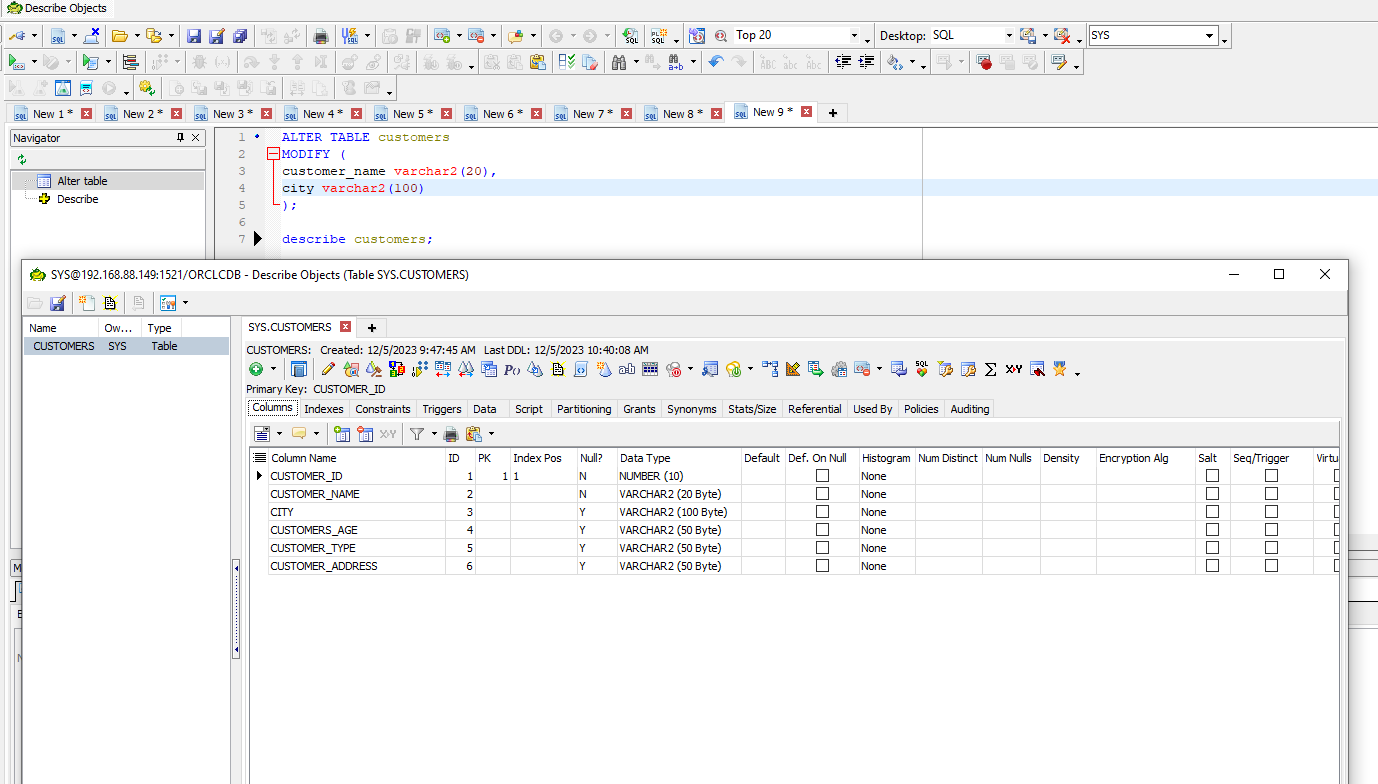 Describe Objects
Top 20
Desktop: SQL
SYS
New 1 * New 2 * New 3 * New 4 * New 5 * New 6 * New 7 * New 8 * New 9 *
Navigator
Alter table
Describe
1 ALTER TABLE customers
2 MODIFY (
3 customer_name varchar2(20),
4 city varchar2(100)
5 );
6
7 describe customers;
SYS@192.168.88.149:1521/ORCLCDB - Describe Objects (Table SYS.CUSTOMERS)
Name Ow... Type
CUSTOMERS SYS Table
SYS.CUSTOMERS
CUSTOMERS: Created: 12/5/2023 9:47:45 AM Last DDL: 12/5/2023 10:40:08 AM
Primary Key: CUSTOMER_ID
Columns Indexes Constraints Triggers Data Script Partitioning Grants Synonyms Stats/Size Referential Used By Policies Auditing
Column Name ID PK Index Pos Null? Data Type Default Def. On Null Histogram Num Distinct Num Nulls Density Encryption Alg Salt Seq/Trigger Virtu
CUSTOMER_ID 1 1 1 N NUMBER (10) None
CUSTOMER_NAME 2 N VARCHAR2 (20 Byte) None
CITY 3 Y VARCHAR2 (100 Byte) None
CUSTOMERS_AGE 4 Y VARCHAR2 (50 Byte) None
CUSTOMER_TYPE 5 Y VARCHAR2 (50 Byte) None
CUSTOMER_ADDRESS 6 Y VARCHAR2 (50 Byte) None